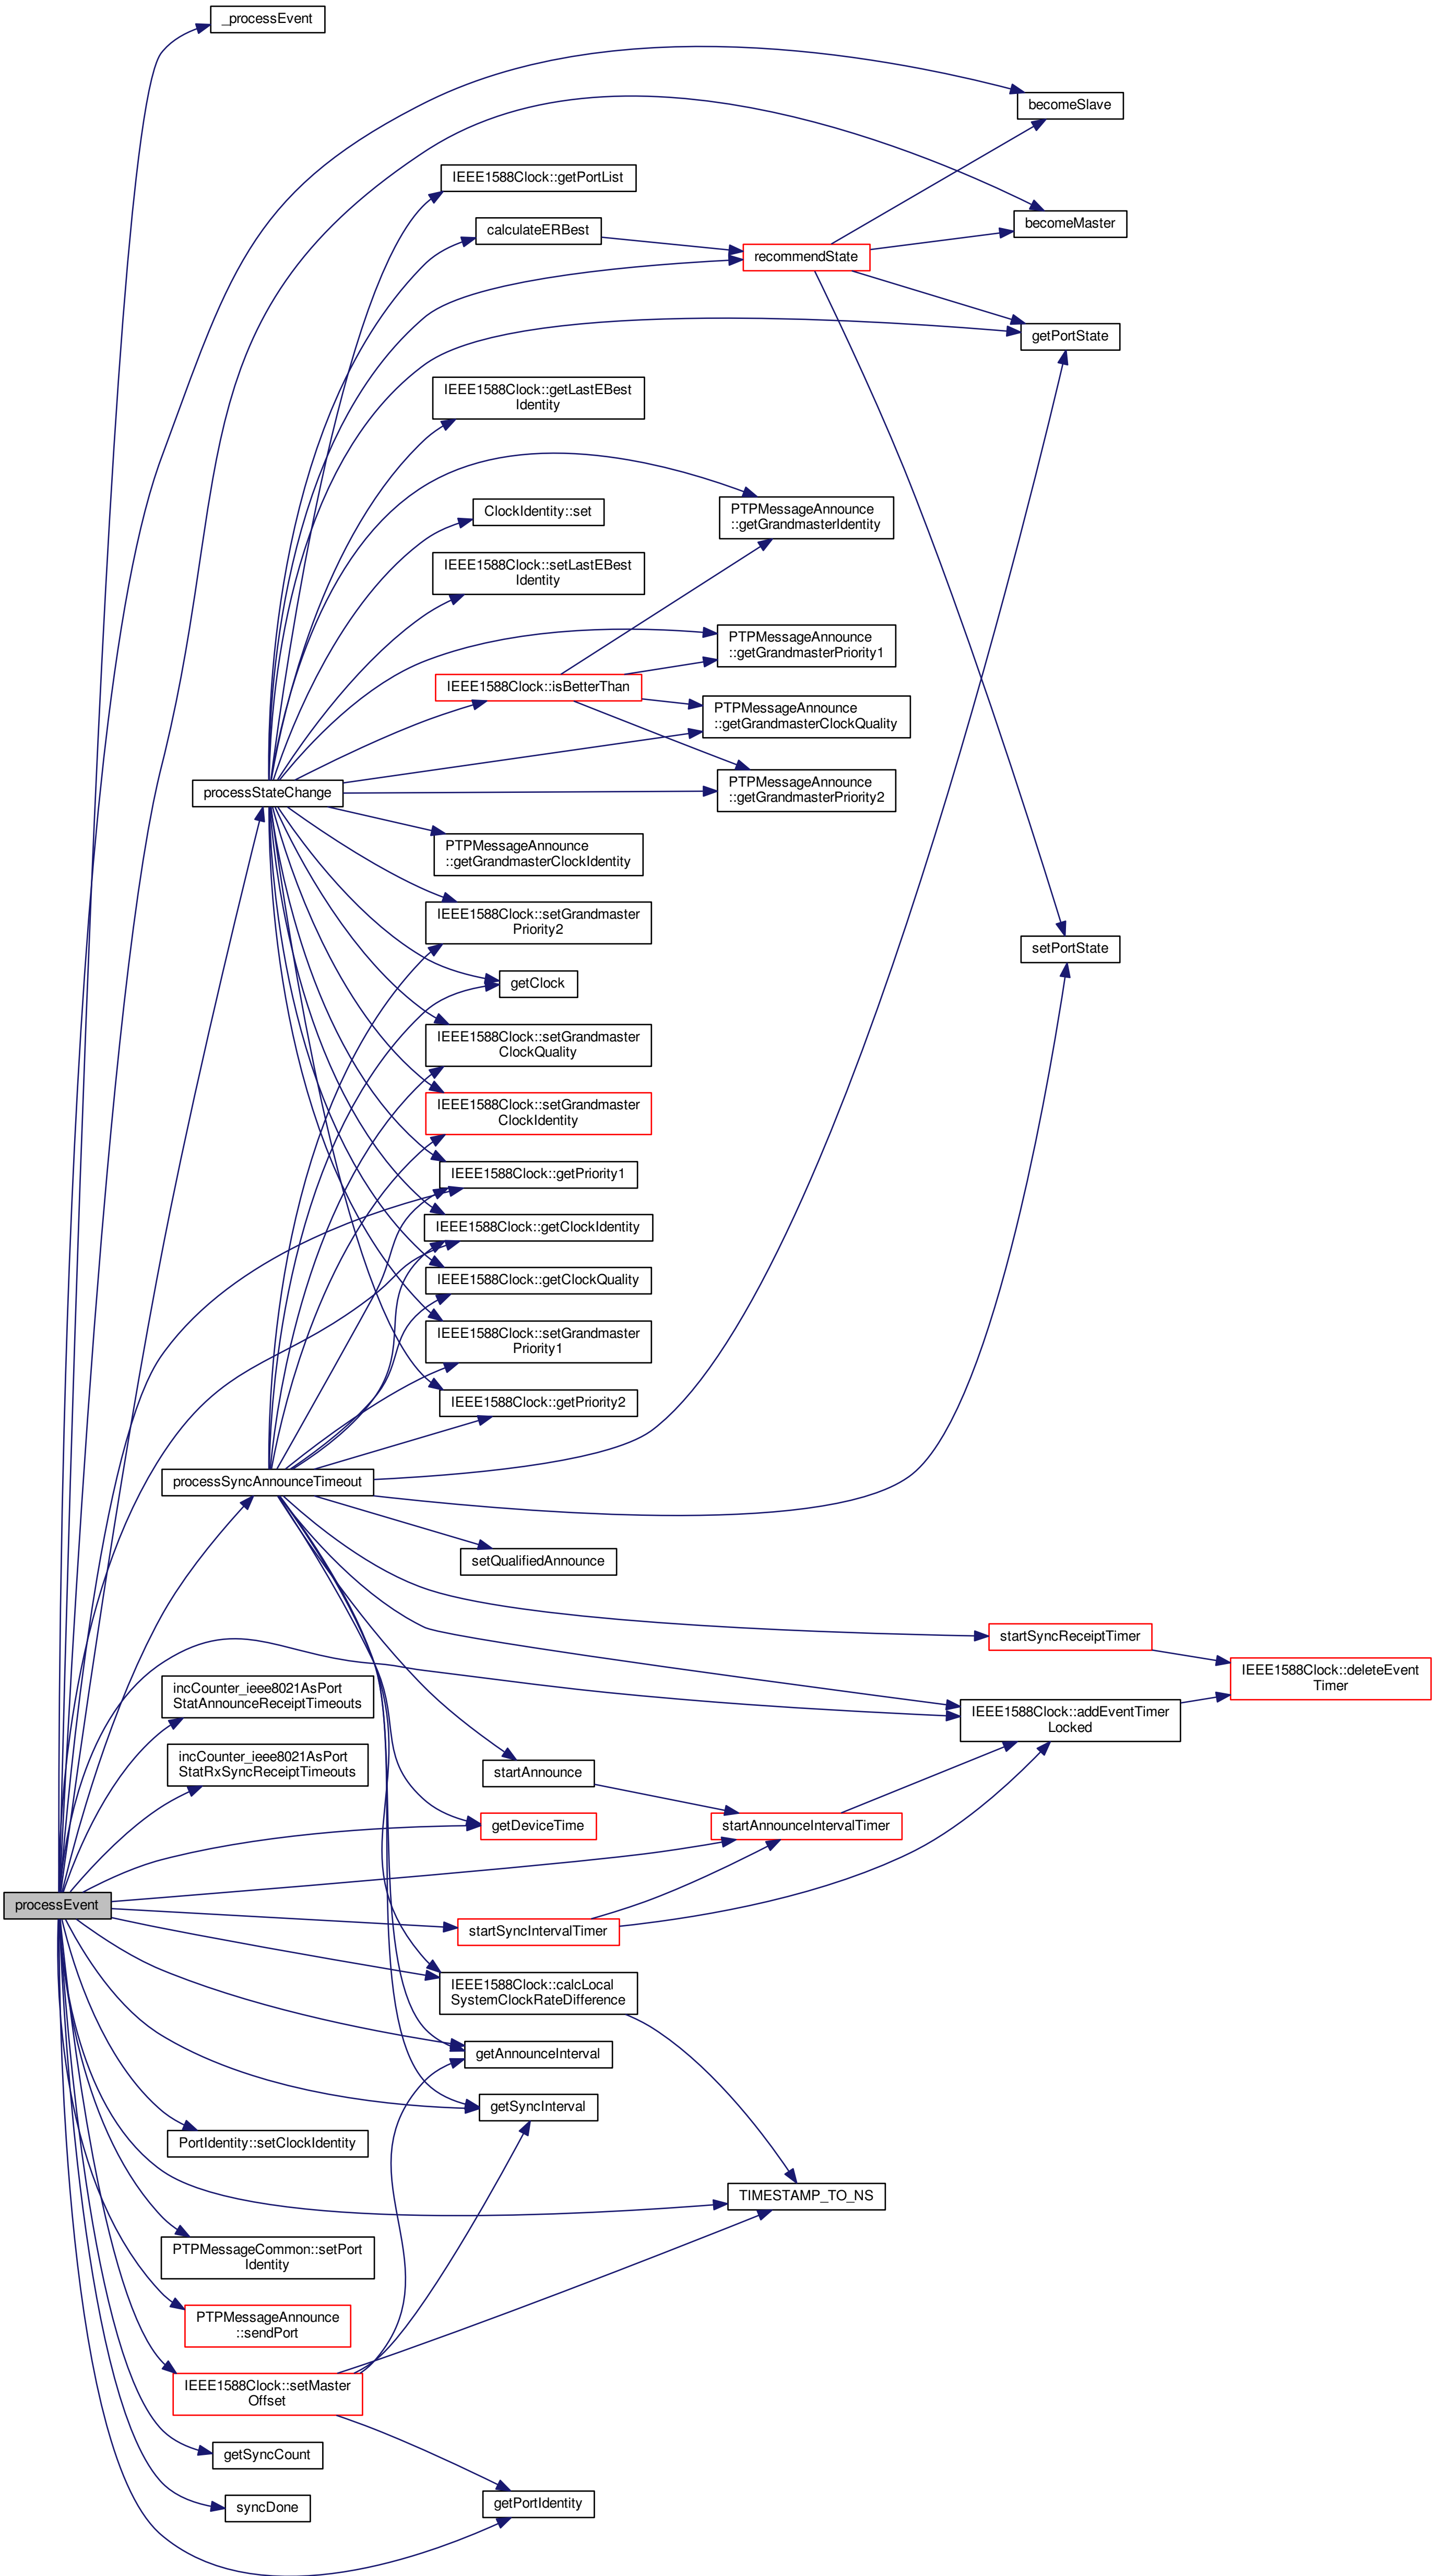 _processEvent
becomeSlave
IEEE1588Clock::getPortList
becomeMaster
calculateERBest
recommendState
getPortState
IEEE1588Clock::getLastEBest
Identity
ClockIdentity::set
PTPMessageAnnounce
::getGrandmasterIdentity
IEEE1588Clock::setLastEBest
Identity
PTPMessageAnnounce
::getGrandmasterPriority1
IEEE1588Clock::isBetterThan
PTPMessageAnnounce
::getGrandmasterClockQuality
processStateChange
PTPMessageAnnounce
::getGrandmasterPriority2
PTPMessageAnnounce
::getGrandmasterClockIdentity
IEEE1588Clock::setGrandmaster
Priority2
setPortState
getClock
IEEE1588Clock::setGrandmaster
ClockQuality
IEEE1588Clock::setGrandmaster
ClockIdentity
IEEE1588Clock::getPriority1
IEEE1588Clock::getClockIdentity
IEEE1588Clock::getClockQuality
IEEE1588Clock::setGrandmaster
Priority1
IEEE1588Clock::getPriority2
processSyncAnnounceTimeout
setQualifiedAnnounce
startSyncReceiptTimer
IEEE1588Clock::deleteEvent
Timer
incCounter_ieee8021AsPort
StatAnnounceReceiptTimeouts
IEEE1588Clock::addEventTimer
Locked
incCounter_ieee8021AsPort
StatRxSyncReceiptTimeouts
startAnnounce
getDeviceTime
startAnnounceIntervalTimer
processEvent
startSyncIntervalTimer
IEEE1588Clock::calcLocal
SystemClockRateDifference
getAnnounceInterval
getSyncInterval
PortIdentity::setClockIdentity
TIMESTAMP_TO_NS
PTPMessageCommon::setPort
Identity
PTPMessageAnnounce
::sendPort
IEEE1588Clock::setMaster
Offset
getSyncCount
getPortIdentity
syncDone